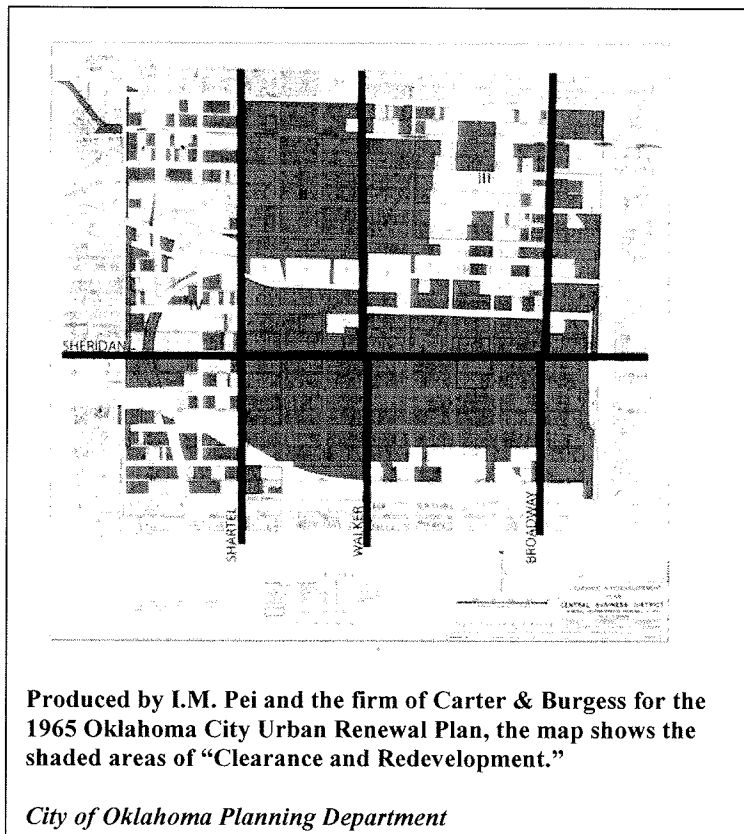 SHERIDAN
SHARTEL
WALKER
BROADWAY
CENTRAL BUSINESS DISTRICT
Produced by I.M. Pei and the firm of Carter & Burgess for the
1965 Oklahoma City Urban Renewal Plan, the map shows the
shaded areas of “Clearance and Redevelopment.”
City of Oklahoma Planning Department